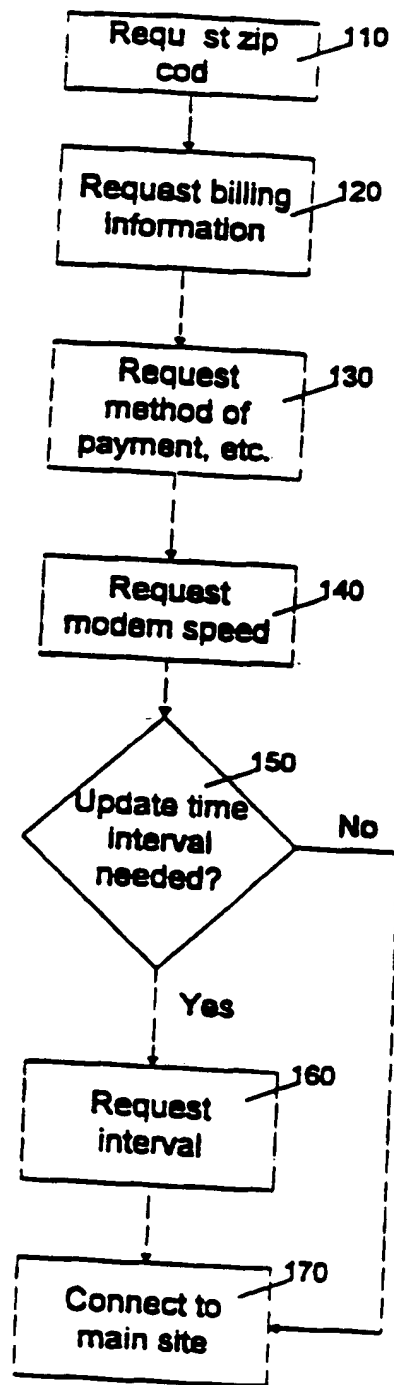 Requ st zip
cod
110
Request billing
information
120
Request
method of
payment, etc.
130
Request
modem speed
140
Update time
interval
needed?
150
No
Yes
Request
interval
160
Connect to
main site
170